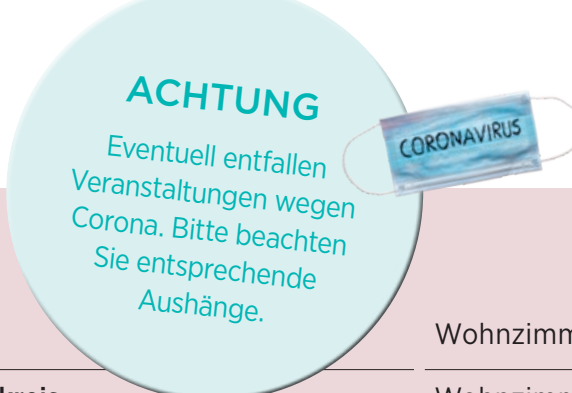 ACHTUNG
Eventuell entfallen
Veranstaltungen wegen
Corona. Bitte beachten
Sie entsprechende
Aushänge.
CORONAVIRUS